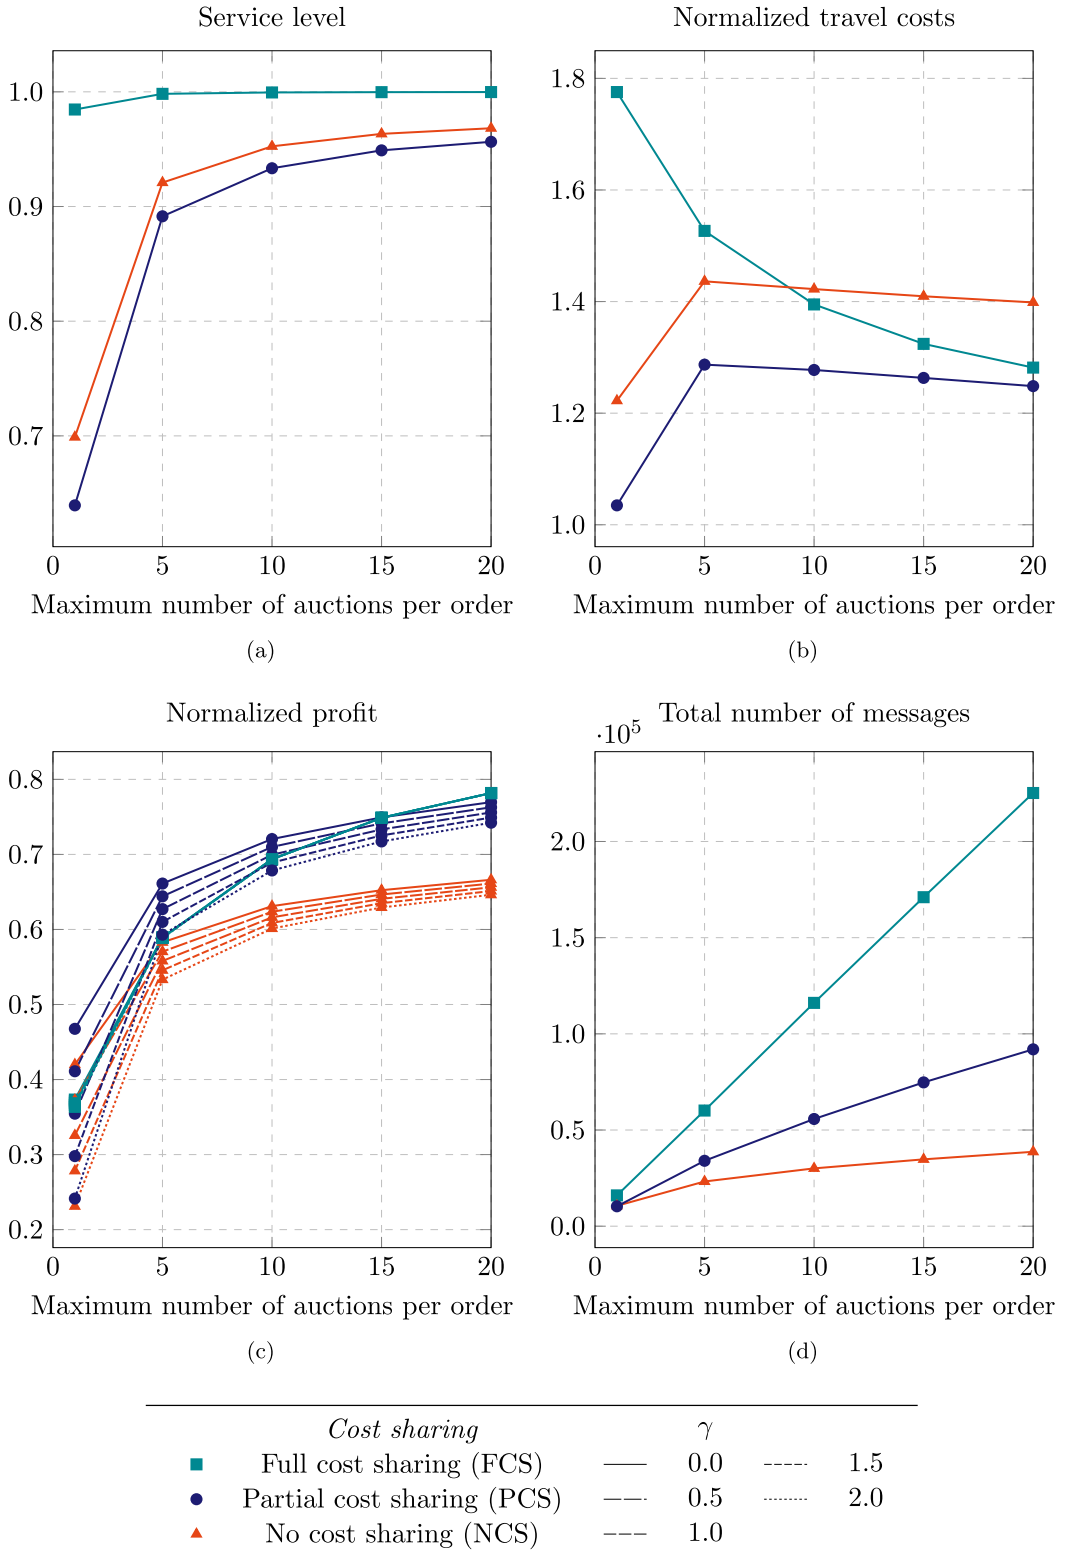 Service level
1.0
0.9
0.8
0.7
0 5 10 15 20
Maximum number of auctions per order
(a)
Normalized travel costs
1.8
1.6
1.4
1.2
1.0
0 5 10 15 20
Maximum number of auctions per order
(b)
Normalized profit
0.8
0.7
0.6
0.5
0.4
0.3
0.2
0 5 10 15 20
Maximum number of auctions per order
(c)
Total number of messages
·10⁵
2.0
1.5
1.0
0.5
0.0
0 5 10 15 20
Maximum number of auctions per order
(d)
Cost sharing γ
Full cost sharing (FCS) 0.0 1.5
Partial cost sharing (PCS) 0.5 2.0
No cost sharing (NCS) 1.0